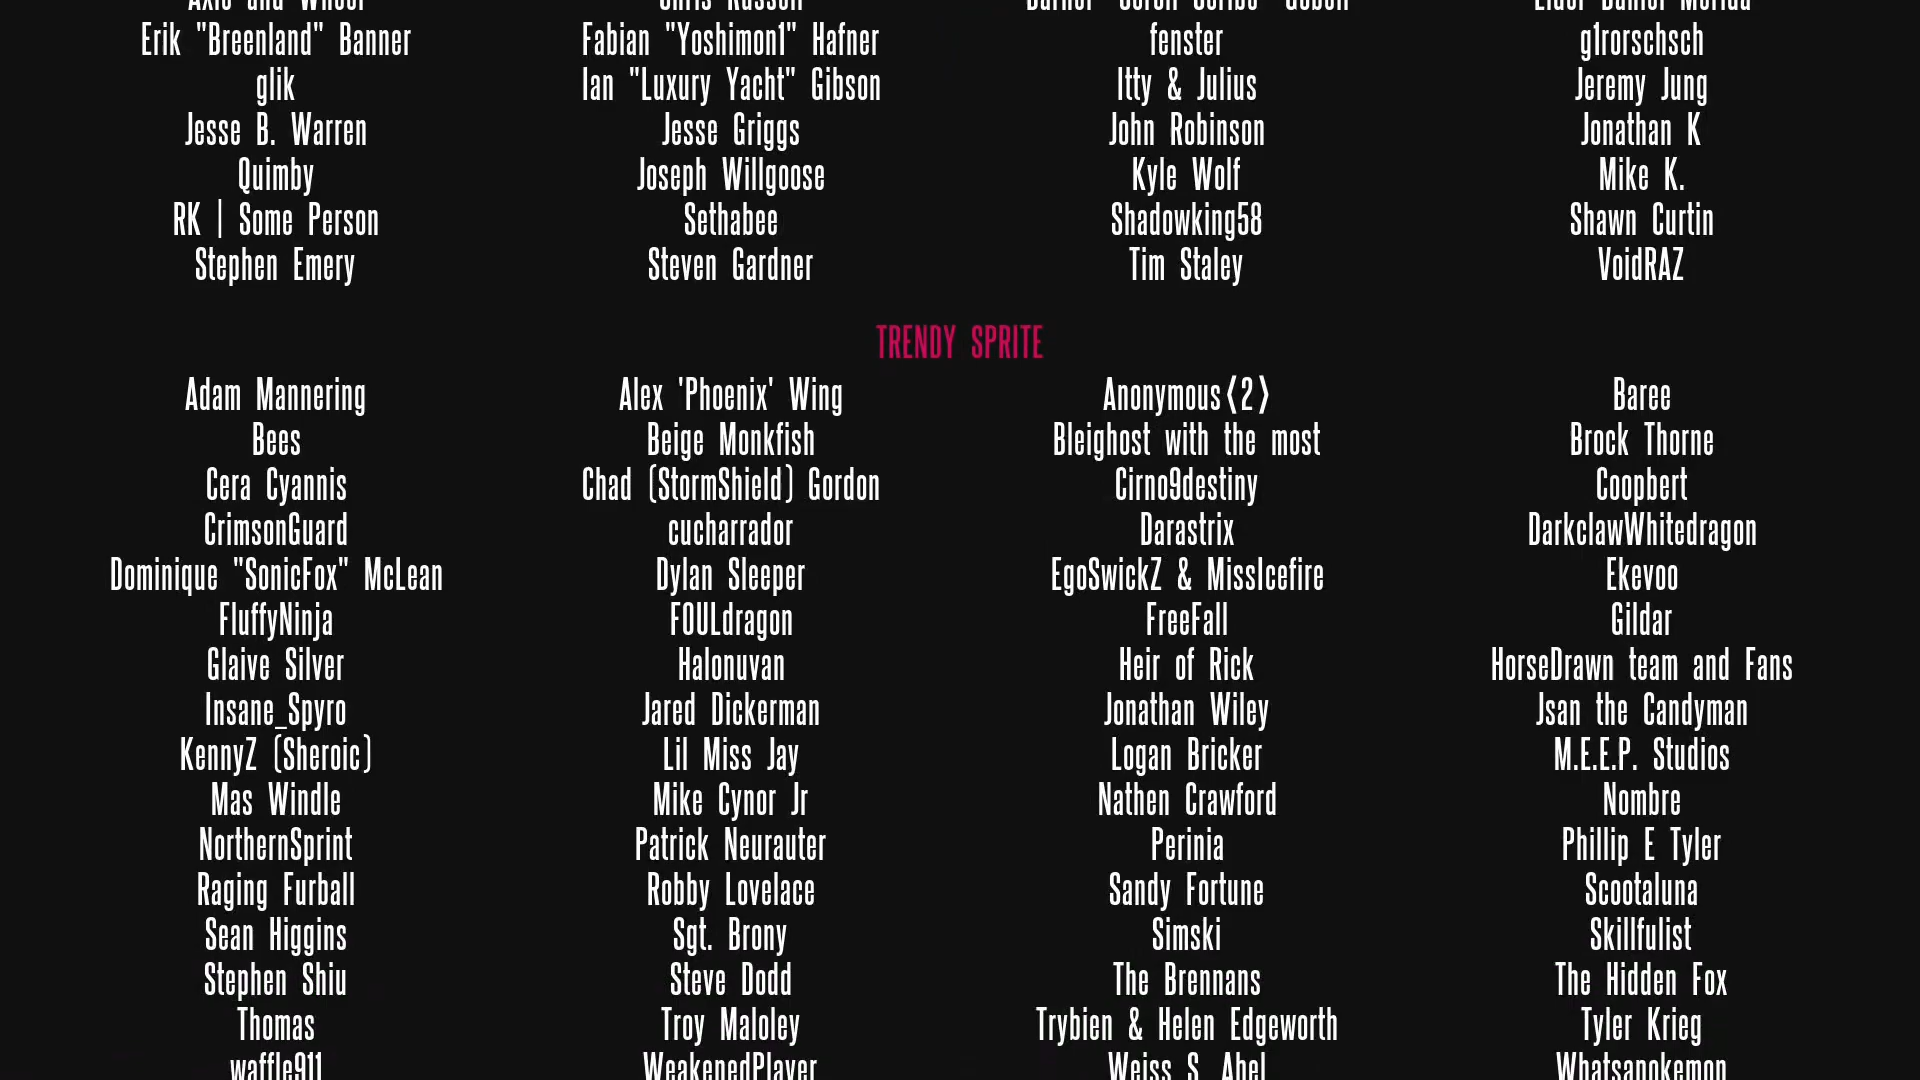 Axle and Wheel Chris Russell Elder Daniel Merida
Erik "Breenland" Banner Fabian "Yoshimon1" Hafner fenster g1rorschsch
glik Ian "Luxury Yacht" Gibson Itty & Julius Jeremy Jung
Jesse B. Warren Jesse Griggs John Robinson Jonathan K
Quimby Joseph Willgoose Kyle Wolf Mike K.
RK | Some Person Sethabee Shadowking58 Shawn Curtin
Stephen Emery Steven Gardner Tim Staley VoidRAZ
TRENDY SPRITE
Adam Mannering Alex 'Phoenix' Wing Anonymous⟨2⟩ Baree
Bees Beige Monkfish Bleighost with the most Brock Thorne
Cera Cyannis Chad (StormShield) Gordon Cirno9destiny Coopbert
CrimsonGuard cucharrador Darastrix DarkclawWhitedragon
Dominique "SonicFox" McLean Dylan Sleeper EgoSwickZ & MissIcefire Ekevoo
FluffyNinja FOULdragon FreeFall Gildar
Glaive Silver Halonuvan Heir of Rick HorseDrawn team and Fans
Insane_Spyro Jared Dickerman Jonathan Wiley Jsan the Candyman
KennyZ (Sheroic) Lil Miss Jay Logan Bricker M.E.E.P. Studios
Mas Windle Mike Cynor Jr Nathen Crawford Nombre
NorthernSprint Patrick Neurauter Perinia Phillip E Tyler
Raging Furball Robby Lovelace Sandy Fortune Scootaluna
Sean Higgins Sgt. Brony Simski Skillfulist
Stephen Shiu Steve Dodd The Brennans The Hidden Fox
Thomas Troy Maloley Trybien & Helen Edgeworth Tyler Krieg
waffle911 WeakenedPlayer Weiss S. Abel Whatsapokemon